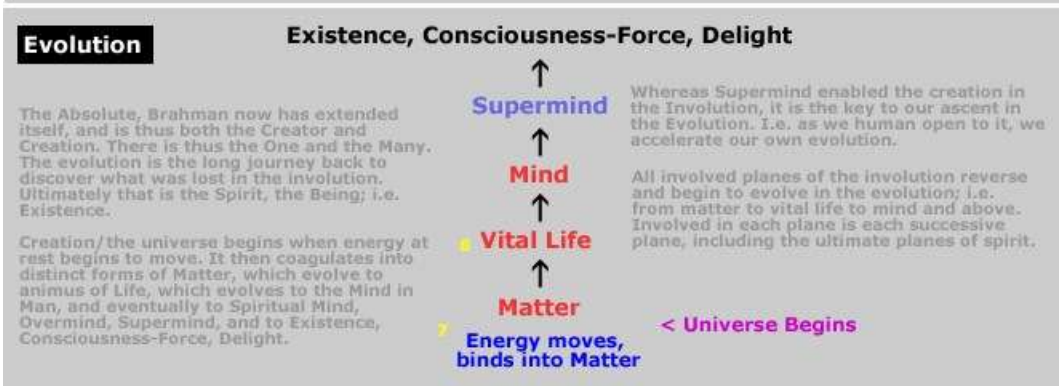 Evolution
Existence, Consciousness-Force, Delight
↑
Supermind
↑
Mind
↑
Vital Life
6
↑
Matter
7
Energy moves,
binds into Matter
< Universe Begins
The Absolute, Brahman now has extended
itself, and is thus both the Creator and
Creation. There is thus the One and the Many.
The evolution is the long journey back to
discover what was lost in the involution.
Ultimately that is the Spirit, the Being; i.e.
Existence.
Creation/the universe begins when energy at
rest begins to move. It then coagulates into
distinct forms of Matter, which evolve to
animus of Life, which evolves to the Mind in
Man, and eventually to Spiritual Mind,
Overmind, Supermind, and to Existence,
Consciousness-Force, Delight.
Whereas Supermind enabled the creation in
the Involution, it is the key to our ascent in
the Evolution. I.e. as we human open to it, we
accelerate our own evolution.
All involved planes of the involution reverse
and begin to evolve in the evolution; i.e.
from matter to vital life to mind and above.
Involved in each plane is each successive
plane, including the ultimate planes of spirit.